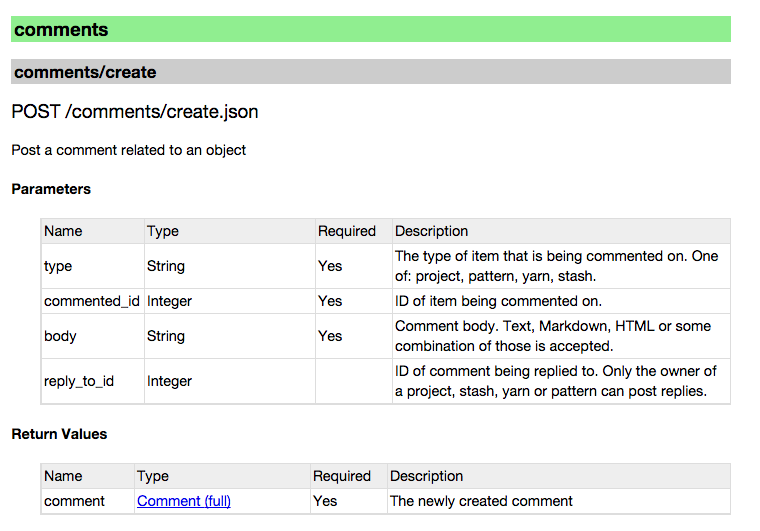 comments
comments/create
POST /comments/create.json
Post a comment related to an object
Parameters
Name Type Required Description
type String Yes The type of item that is being commented on. One
of: project, pattern, yarn, stash.
commented_id Integer Yes ID of item being commented on.
body String Yes Comment body. Text, Markdown, HTML or some
combination of those is accepted.
reply_to_id Integer ID of comment being replied to. Only the owner of
a project, stash, yarn or pattern can post replies.
Return Values
Name Type Required Description
comment Comment (full) Yes The newly created comment